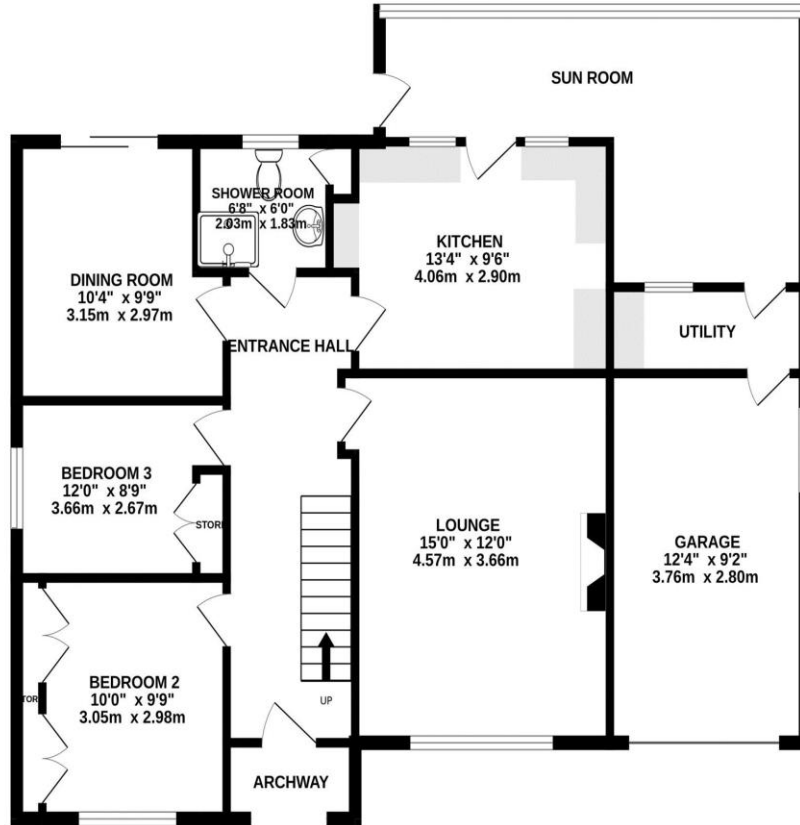 SUN ROOM
SHOWER ROOM
6'8" x 6'0"
2.03m x 1.83m
KITCHEN
13'4" x 9'6"
4.06m x 2.90m
DINING ROOM
10'4" x 9'9"
3.15m x 2.97m
UTILITY
ENTRANCE HALL
BEDROOM 3
12'0" x 8'9"
3.66m x 2.67m
STORE
LOUNGE
15'0" x 12'0"
4.57m x 3.66m
GARAGE
12'4" x 9'2"
3.76m x 2.80m
BEDROOM 2
10'0" x 9'9"
3.05m x 2.98m
UP
ARCHWAY